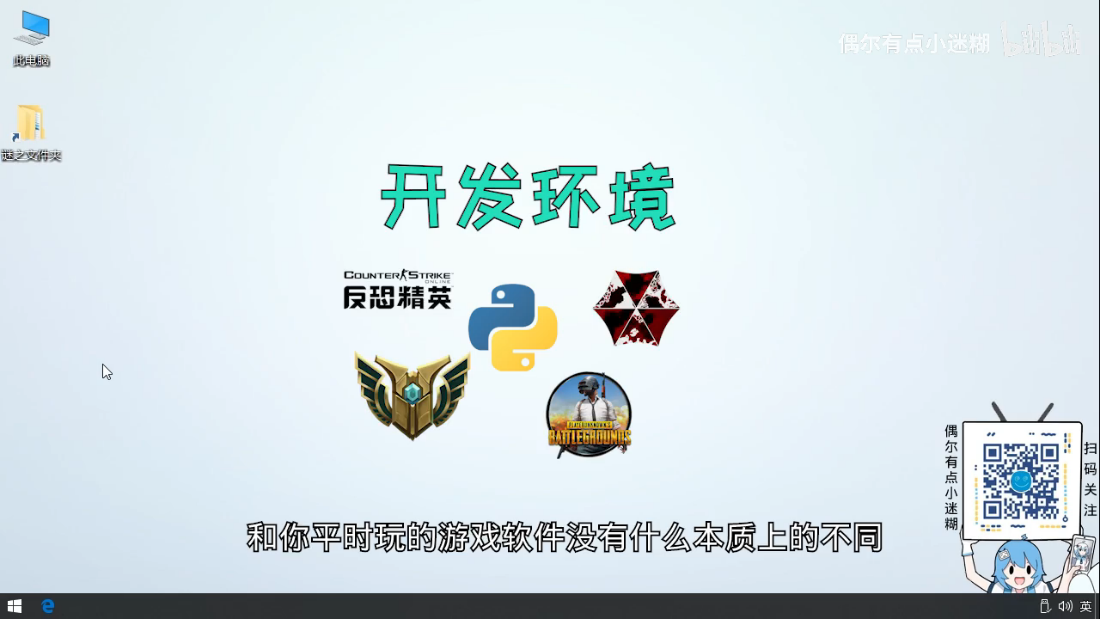 此电脑
谜之文件夹
偶尔有点小迷糊 bilibili
开发环境
COUNTER STRIKE
ONLINE
反恐精英
PLAYERUNKNOWN'S
BATTLEGROUNDS
偶尔有点小迷糊
扫码关注
和你平时玩的游戏软件没有什么本质上的不同
英